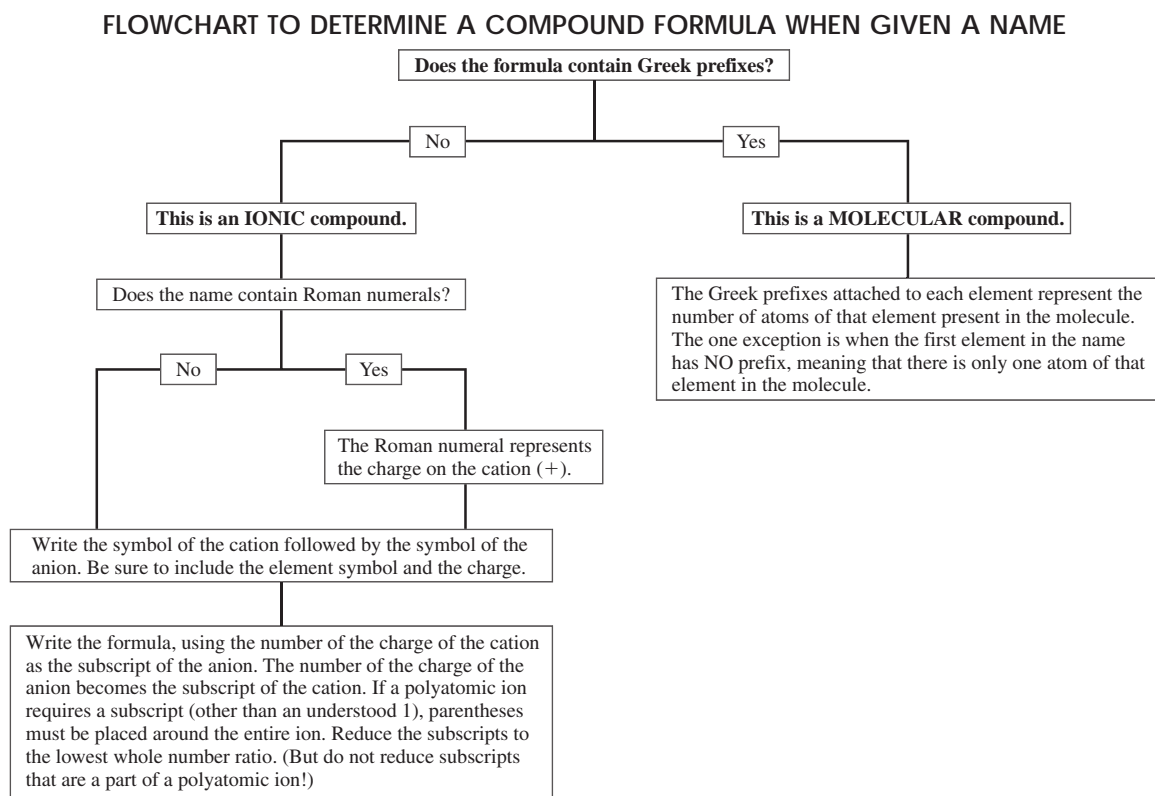 FLOWCHART TO DETERMINE A COMPOUND FORMULA WHEN GIVEN A NAME
Does the formula contain Greek prefixes?
No
Yes
This is an IONIC compound.
This is a MOLECULAR compound.
Does the name contain Roman numerals?
The Greek prefixes attached to each element represent the
number of atoms of that element present in the molecule.
The one exception is when the first element in the name
has NO prefix, meaning that there is only one atom of that
element in the molecule.
No
Yes
The Roman numeral represents
the charge on the cation (+).
Write the symbol of the cation followed by the symbol of the
anion. Be sure to include the element symbol and the charge.
Write the formula, using the number of the charge of the cation
as the subscript of the anion. The number of the charge of the
anion becomes the subscript of the cation. If a polyatomic ion
requires a subscript (other than an understood 1), parentheses
must be placed around the entire ion. Reduce the subscripts to
the lowest whole number ratio. (But do not reduce subscripts
that are a part of a polyatomic ion!)